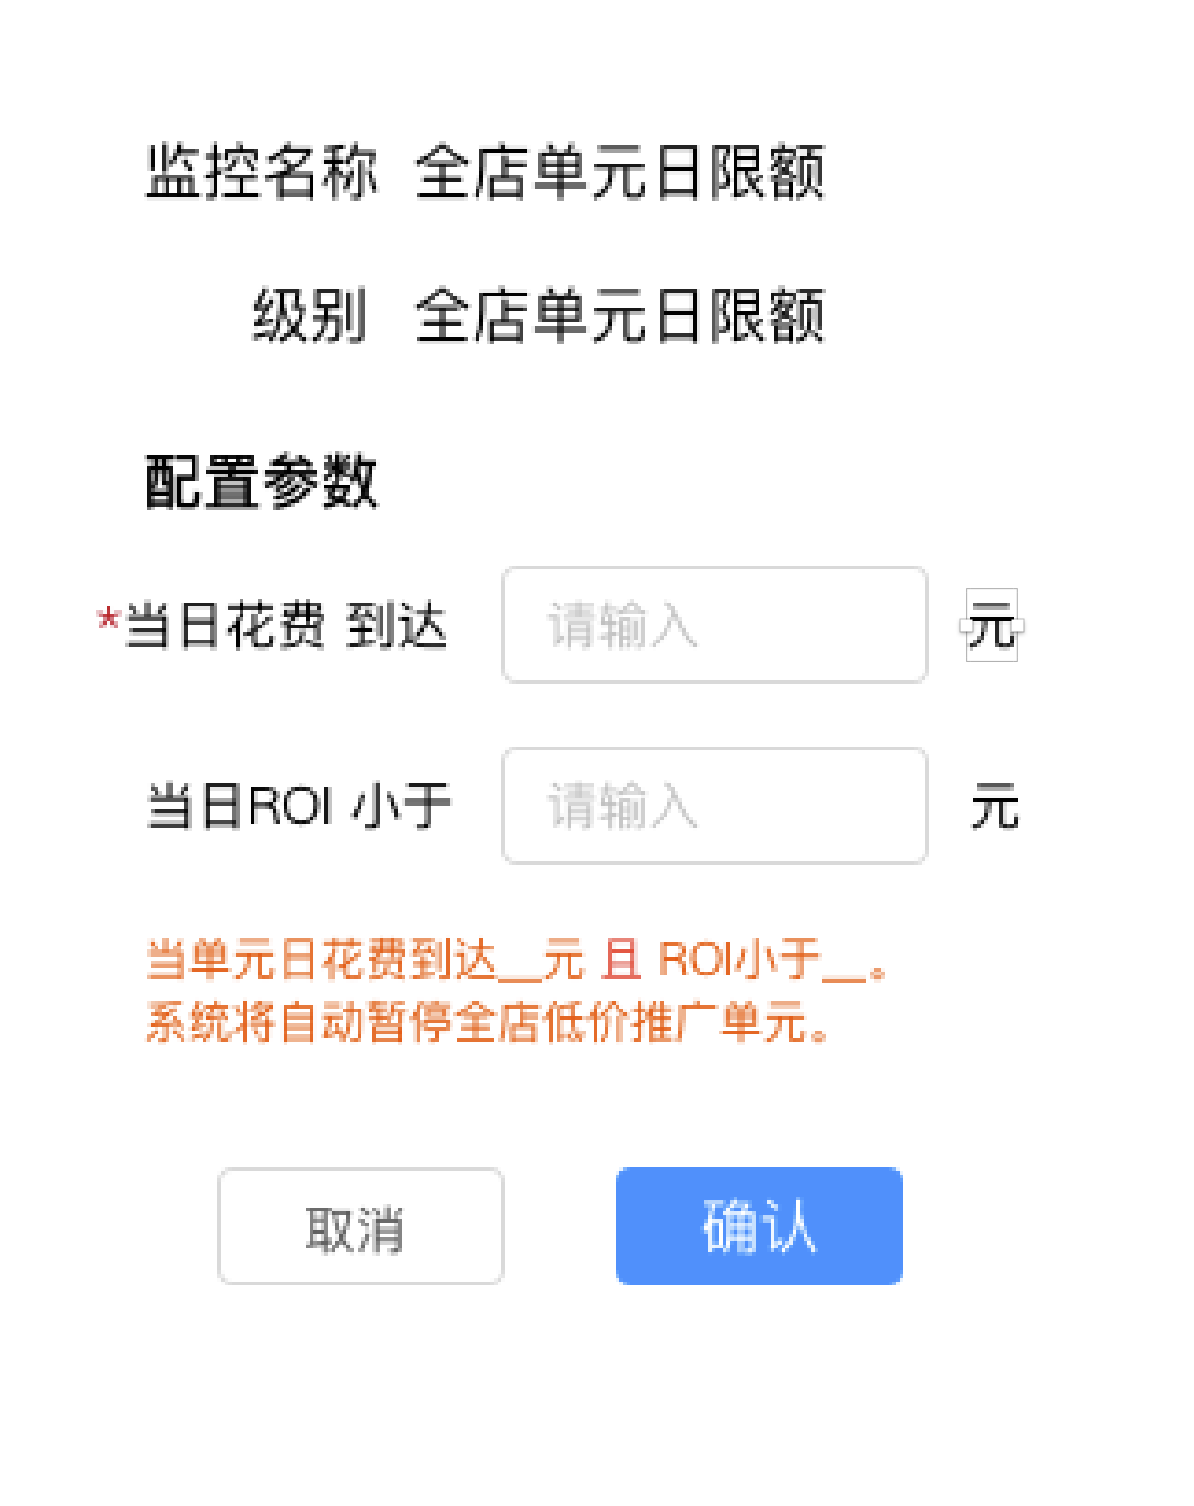 监控名称 全店单元日限额
级别 全店单元日限额
配置参数
*当日花费 到达 请输入 元
当日ROI 小于 请输入 元
当单元日花费到达__元 且 ROI小于__。
系统将自动暂停全店低价推广单元。
取消 确认